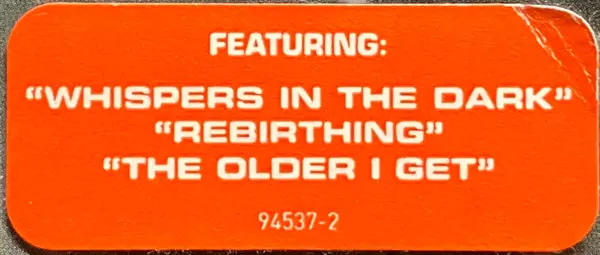 FEATURING:
"WHISPERS IN THE DARK"
"REBIRTHING"
"THE OLDER I GET"
94537-2